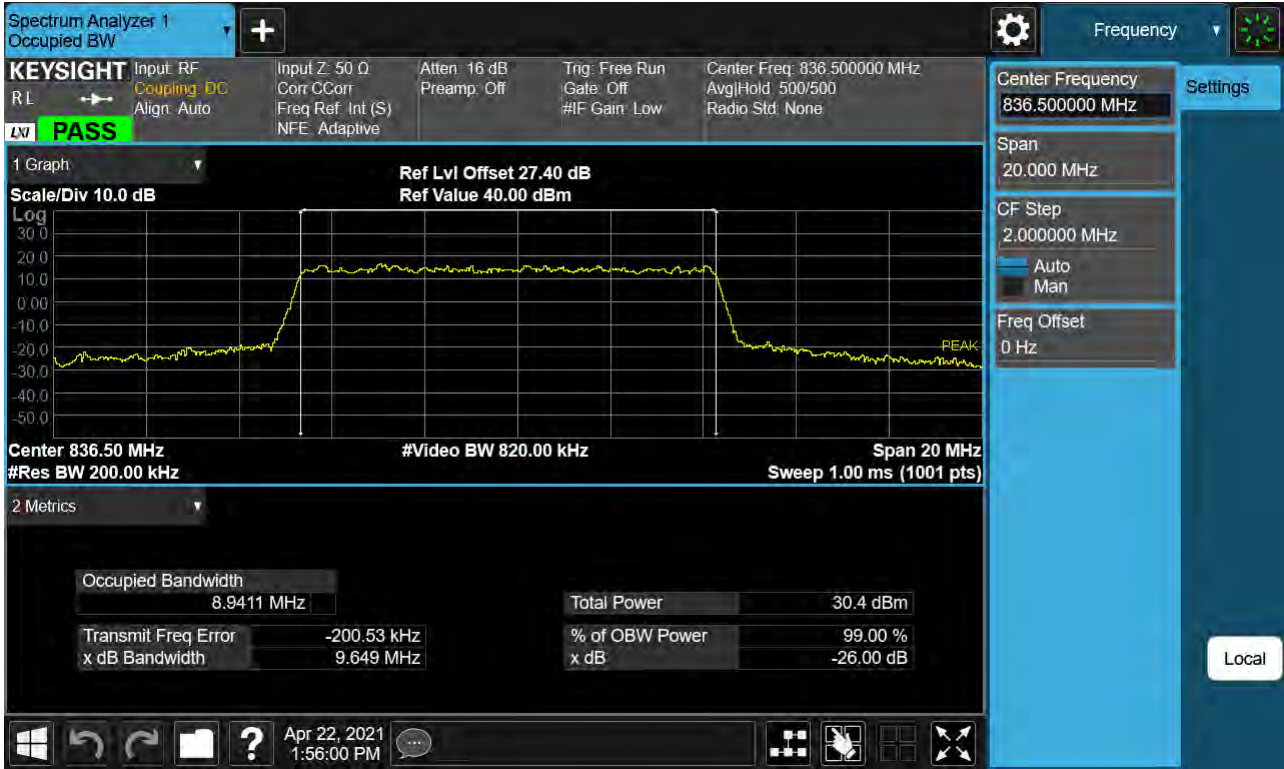 Spectrum Analyzer 1
Occupied BW
Frequency
KEYSIGHT
RL
LXI PASS
Input: RF
Coupling: DC
Align: Auto
Input Z: 50 Ω
Corr CCorr
Freq Ref: Int (S)
NFE: Adaptive
Atten: 16 dB
Preamp: Off
Trig: Free Run
Gate: Off
#IF Gain: Low
Center Freq: 836.500000 MHz
Avg|Hold: 500/500
Radio Std: None
Center Frequency
836.500000 MHz
Settings
Span
20.000 MHz
CF Step
2.000000 MHz
Auto
Man
Freq Offset
0 Hz
Local
1 Graph
Scale/Div 10.0 dB
Ref Lvl Offset 27.40 dB
Ref Value 40.00 dBm
Log
30.0
20.0
10.0
0.00
-10.0
-20.0
-30.0
-40.0
-50.0
PEAK
Center 836.50 MHz
#Video BW 820.00 kHz
Span 20 MHz
#Res BW 200.00 kHz
Sweep 1.00 ms (1001 pts)
2 Metrics
Occupied Bandwidth
8.9411 MHz
Total Power 30.4 dBm
Transmit Freq Error -200.53 kHz
% of OBW Power 99.00 %
x dB Bandwidth 9.649 MHz
x dB -26.00 dB
?
Apr 22, 2021
1:56:00 PM